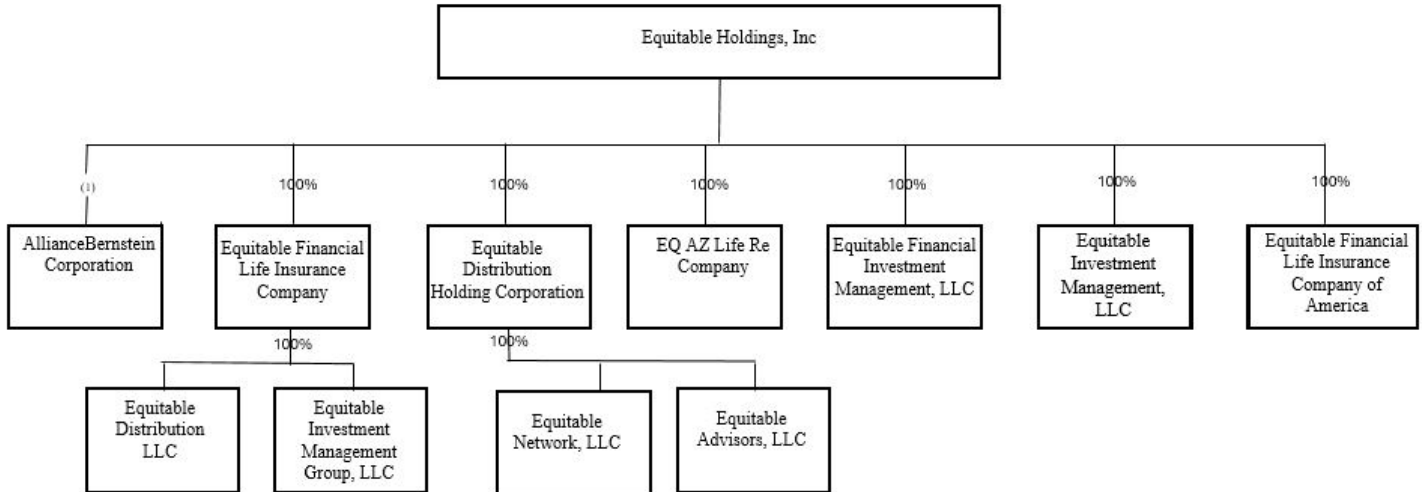 Equitable Holdings, Inc
(1)
100%
100%
100%
100%
100%
100%
AllianceBernstein
Corporation
Equitable Financial
Life Insurance
Company
Equitable
Distribution
Holding Corporation
EQ AZ Life Re
Company
Equitable Financial
Investment
Management, LLC
Equitable
Investment
Management,
LLC
Equitable Financial
Life Insurance
Company of
America
100%
100%
Equitable
Distribution
LLC
Equitable
Investment
Management
Group, LLC
Equitable
Network, LLC
Equitable
Advisors, LLC